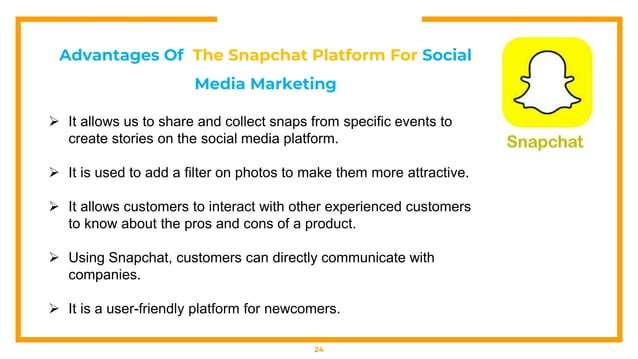 Advantages Of The Snapchat Platform For Social
Media Marketing
Snapchat
➢ It allows us to share and collect snaps from specific events to
create stories on the social media platform.
➢ It is used to add a filter on photos to make them more attractive.
➢ It allows customers to interact with other experienced customers
to know about the pros and cons of a product.
➢ Using Snapchat, customers can directly communicate with
companies.
➢ It is a user-friendly platform for newcomers.
24